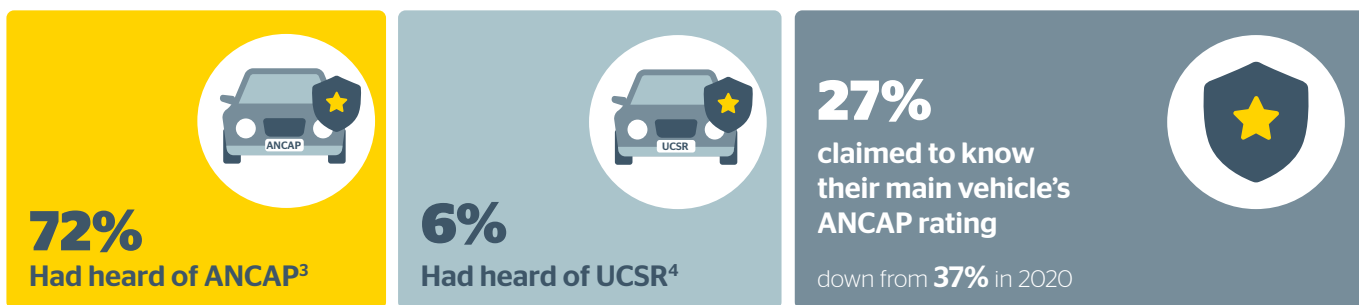 ANCAP
72%
Had heard of ANCAP³
UCSR
6%
Had heard of UCSR⁴
27%
claimed to know
their main vehicle's
ANCAP rating
down from 37% in 2020